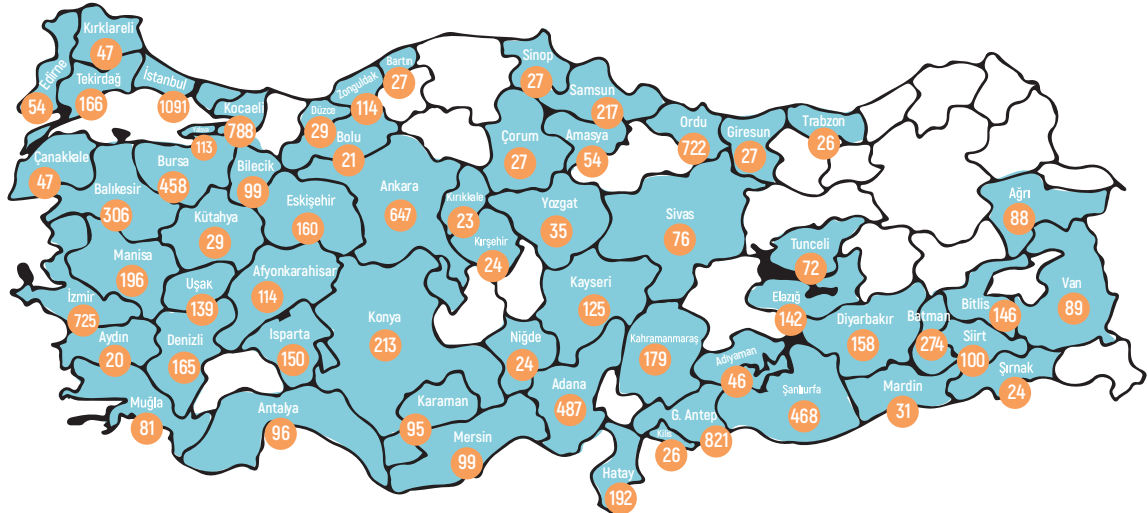 Kırklareli
47
Edirne
54
Tekirdağ
166
İstanbul
1091
Kocaeli
788
Yalova
113
Düzce
29
Zonguldak
114
Bartın
27
Bolu
21
Sinop
27
Samsun
217
Çorum
27
Amasya
54
Ordu
722
Giresun
27
Trabzon
26
Çanakkale
47
Balıkesir
306
Bursa
458
Bilecik
99
Kütahya
29
Eskişehir
160
Ankara
647
Kırıkkale
23
Kırşehir
24
Yozgat
35
Sivas
76
Tunceli
72
Ağrı
88
Manisa
196
Uşak
139
Afyonkarahisar
114
İzmir
725
Aydın
20
Denizli
165
Isparta
150
Konya
213
Kayseri
125
Niğde
24
Kahramanmaraş
179
Elazığ
142
Diyarbakır
158
Batman
274
Bitlis
146
Siirt
100
Van
89
Şırnak
24
Mardin
31
Adıyaman
46
Şanlıurfa
468
Muğla
81
Antalya
96
Karaman
95
Mersin
99
Adana
487
G. Antep
821
Kilis
26
Hatay
192